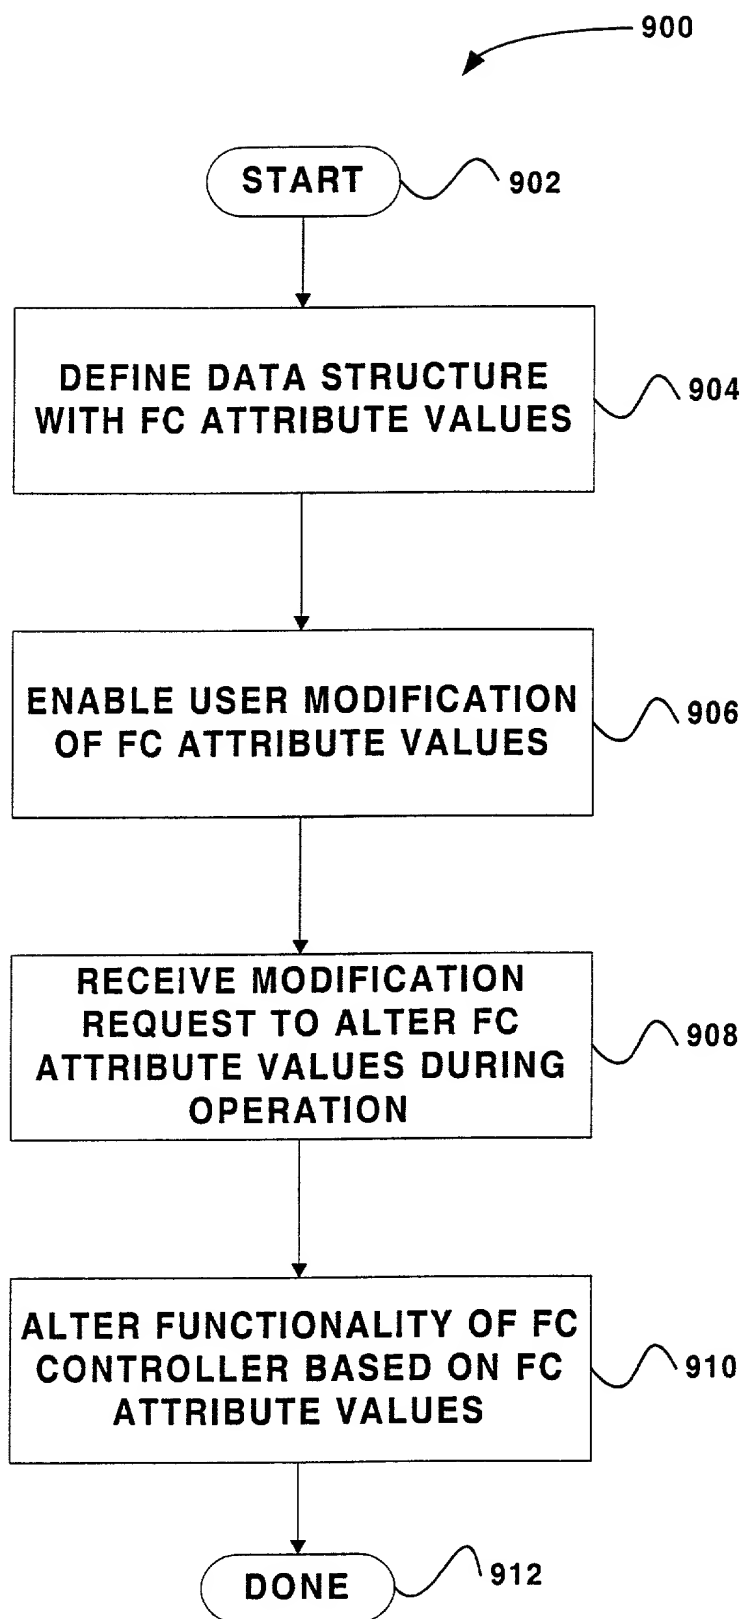 900
START
902
DEFINE DATA STRUCTURE
WITH FC ATTRIBUTE VALUES
904
ENABLE USER MODIFICATION
OF FC ATTRIBUTE VALUES
906
RECEIVE MODIFICATION
REQUEST TO ALTER FC
ATTRIBUTE VALUES DURING
OPERATION
908
ALTER FUNCTIONALITY OF FC
CONTROLLER BASED ON FC
ATTRIBUTE VALUES
910
DONE
912